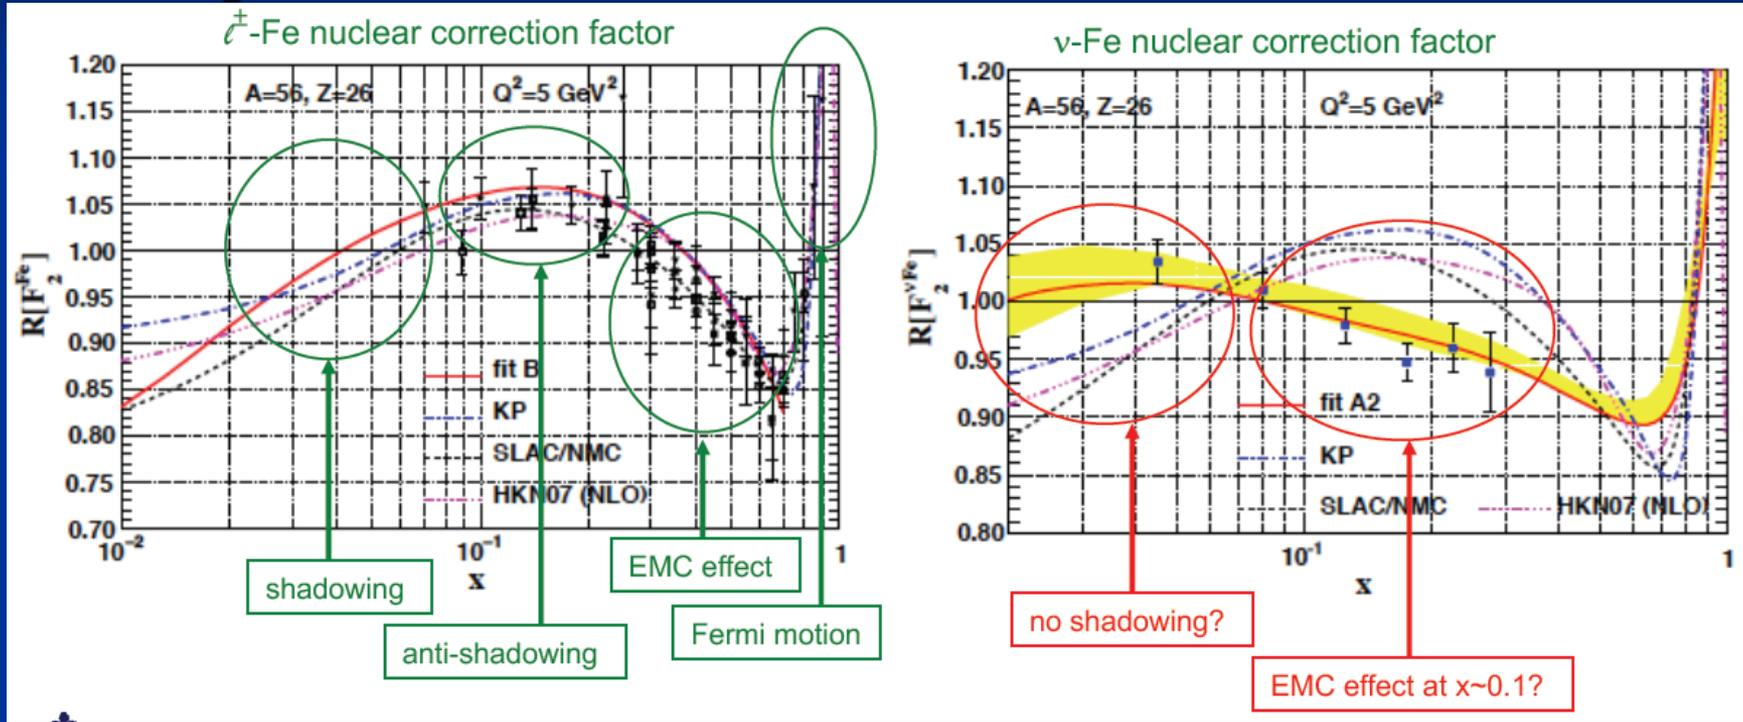 ℓ±-Fe nuclear correction factor
1.20
1.15
1.10
1.05
1.00
0.95
0.90
0.85
0.80
0.75
0.70
R[F₂^Fe]
A=56, Z=26
Q²=5 GeV²
fit B
KP
SLAC/NMC
HKN07 (NLO)
10⁻²
10⁻¹
1
x
shadowing
anti-shadowing
EMC effect
Fermi motion
ν-Fe nuclear correction factor
1.20
1.15
1.10
1.05
1.00
0.95
0.90
0.85
0.80
R[F₂^νFe]
A=56, Z=26
Q²=5 GeV²
fit A2
KP
SLAC/NMC
HKN07 (NLO)
10⁻¹
1
x
no shadowing?
EMC effect at x~0.1?